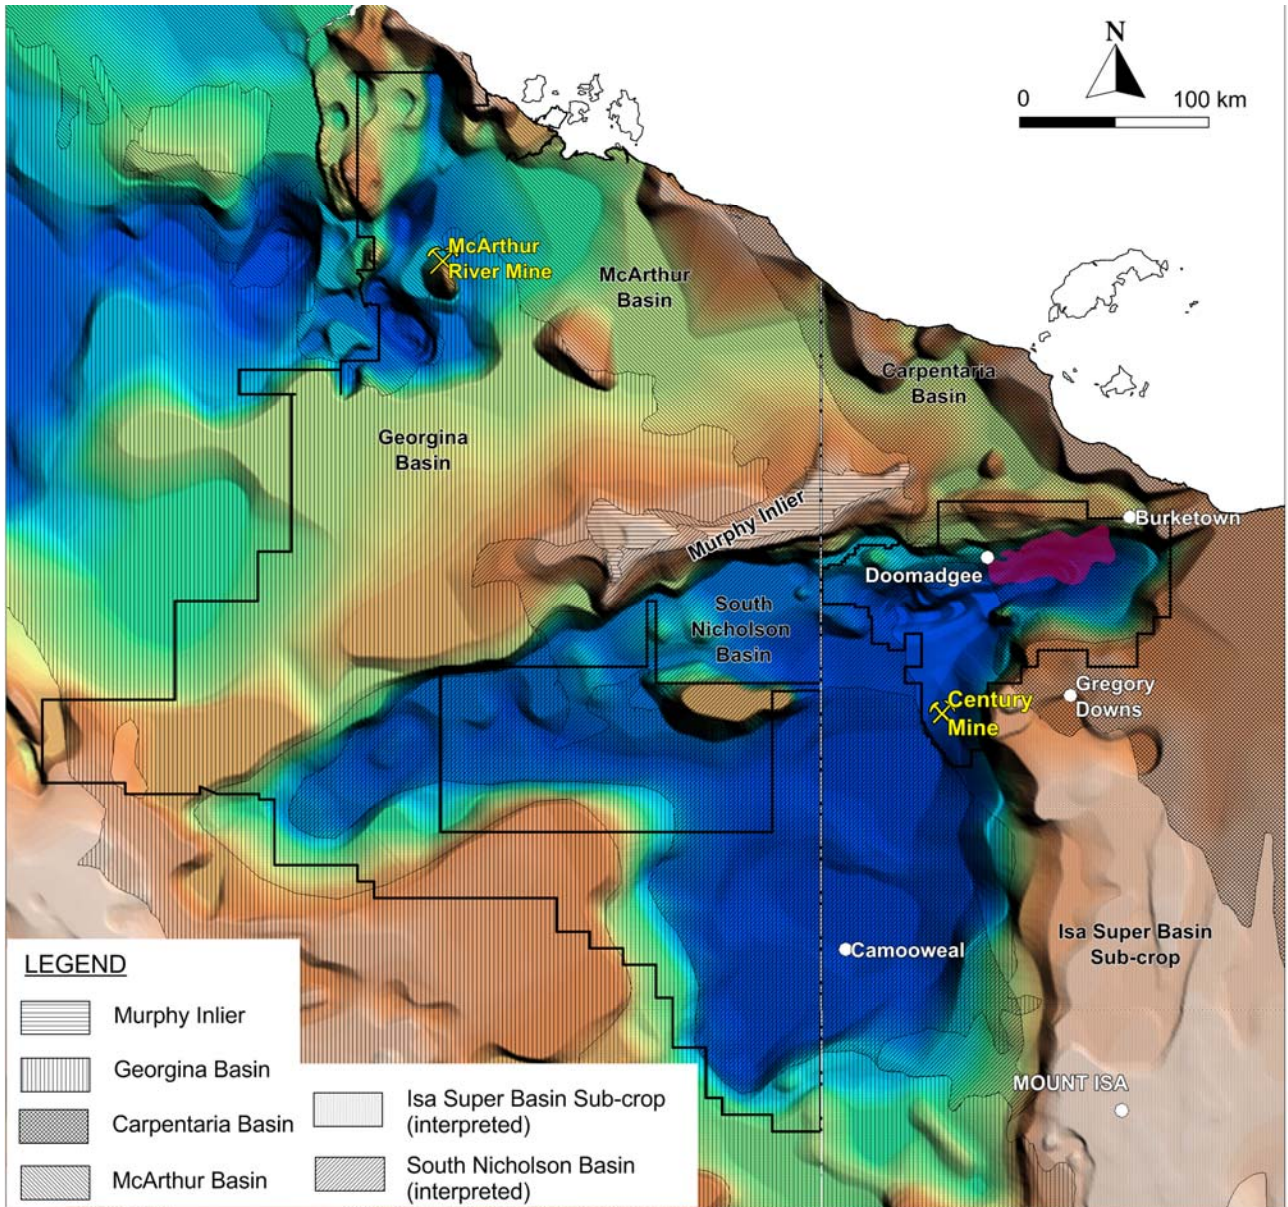 N
0 100 km
McArthur
River Mine
McArthur
Basin
Carpentaria
Basin
Georgina
Basin
Murphy Inlier
Burketown
Doomadgee
South
Nicholson
Basin
Gregory
Downs
Century
Mine
Isa Super Basin
Sub-crop
Camooweal
MOUNT ISA
LEGEND
Murphy Inlier
Georgina Basin
Carpentaria Basin
McArthur Basin
Isa Super Basin Sub-crop
(interpreted)
South Nicholson Basin
(interpreted)